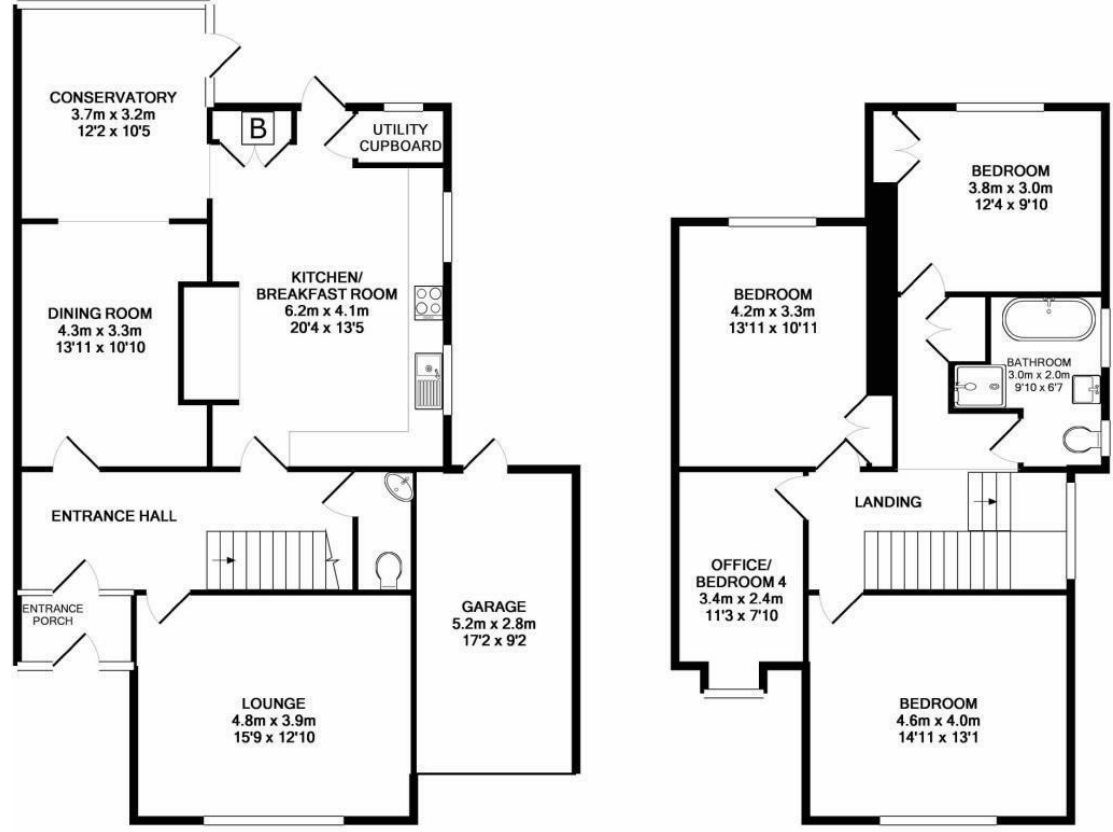 CONSERVATORY
3.7m x 3.2m
12'2 x 10'5
B
UTILITY
CUPBOARD
KITCHEN/
BREAKFAST ROOM
6.2m x 4.1m
20'4 x 13'5
DINING ROOM
4.3m x 3.3m
13'11 x 10'10
ENTRANCE HALL
ENTRANCE
PORCH
LOUNGE
4.8m x 3.9m
15'9 x 12'10
GARAGE
5.2m x 2.8m
17'2 x 9'2
BEDROOM
3.8m x 3.0m
12'4 x 9'10
BEDROOM
4.2m x 3.3m
13'11 x 10'11
BATHROOM
3.0m x 2.0m
9'10 x 6'7
LANDING
OFFICE/
BEDROOM 4
3.4m x 2.4m
11'3 x 7'10
BEDROOM
4.6m x 4.0m
14'11 x 13'1